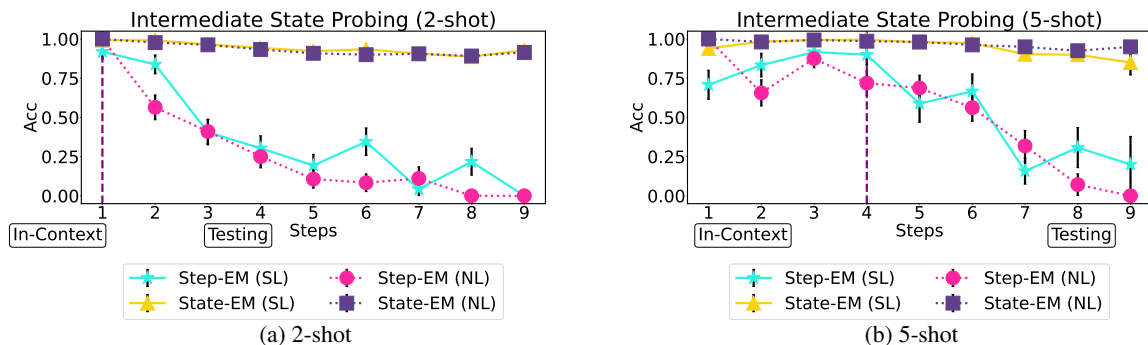 Intermediate State Probing (2-shot)
1.00
0.75
0.50
0.25
0.00
Acc
1 2 3 4 5 6 7 8 9
In-Context
Testing
Steps
Step-EM (SL)
Step-EM (NL)
State-EM (SL)
State-EM (NL)
(a) 2-shot
Intermediate State Probing (5-shot)
1.00
0.75
0.50
0.25
0.00
Acc
1 2 3 4 5 6 7 8 9
In-Context
Steps
Testing
Step-EM (SL)
Step-EM (NL)
State-EM (SL)
State-EM (NL)
(b) 5-shot